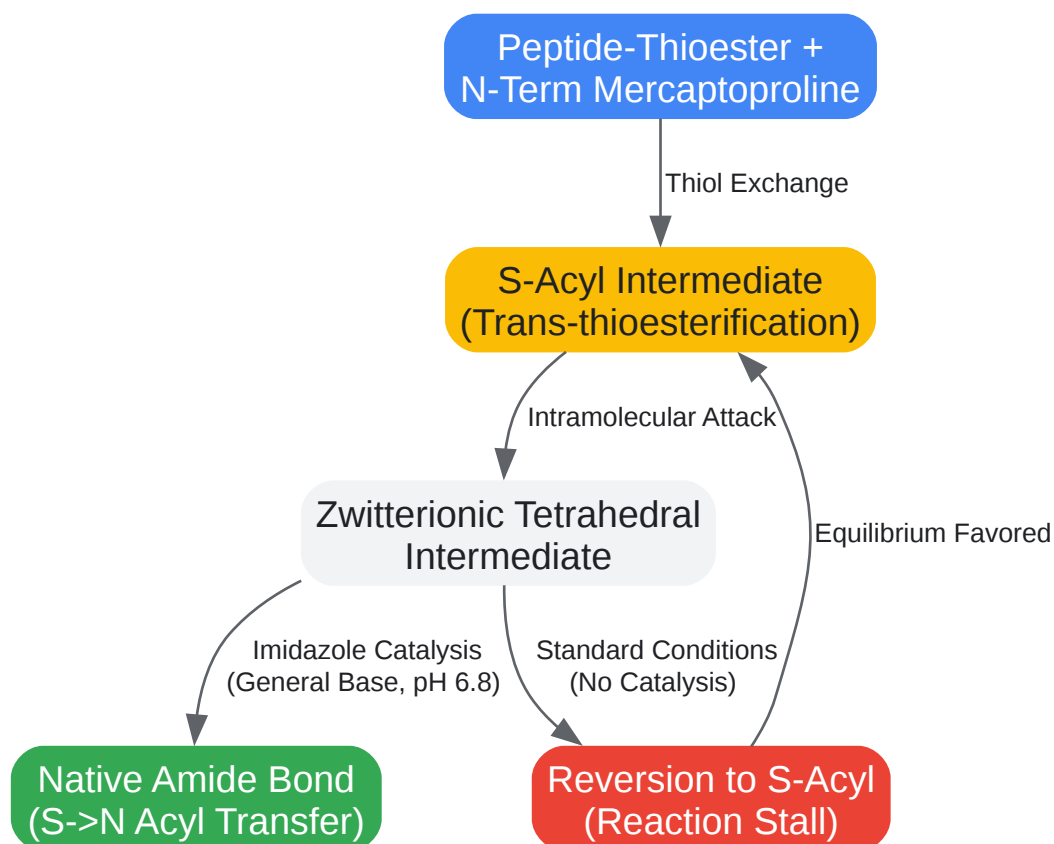 Peptide-Thioester +
N-Term Mercaptoproline
Thiol Exchange
S-Acyl Intermediate
(Trans-thioesterification)
Intramolecular Attack
Zwitterionic Tetrahedral
Intermediate
Equilibrium Favored
Imidazole Catalysis
(General Base, pH 6.8)
Standard Conditions
(No Catalysis)
Native Amide Bond
(S->N Acyl Transfer)
Reversion to S-Acyl
(Reaction Stall)